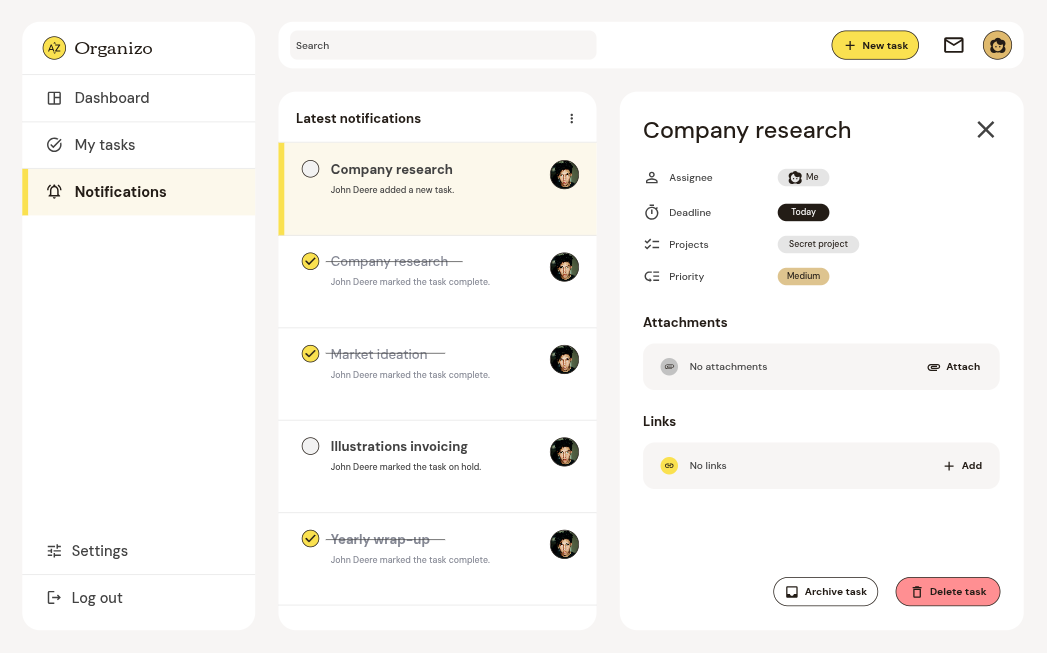 AZ Organizo
Dashboard
My tasks
Notifications
Settings
Log out
Search
New task
Latest notifications
Company research
John Deere added a new task.
Company research
John Deere marked the task complete.
Market ideation
John Deere marked the task complete.
Illustrations invoicing
John Deere marked the task on hold.
Yearly wrap-up
John Deere marked the task complete.
Company research
Assignee Me
Deadline Today
Projects Secret project
Priority Medium
Attachments
No attachments Attach
Links
No links Add
Archive task Delete task